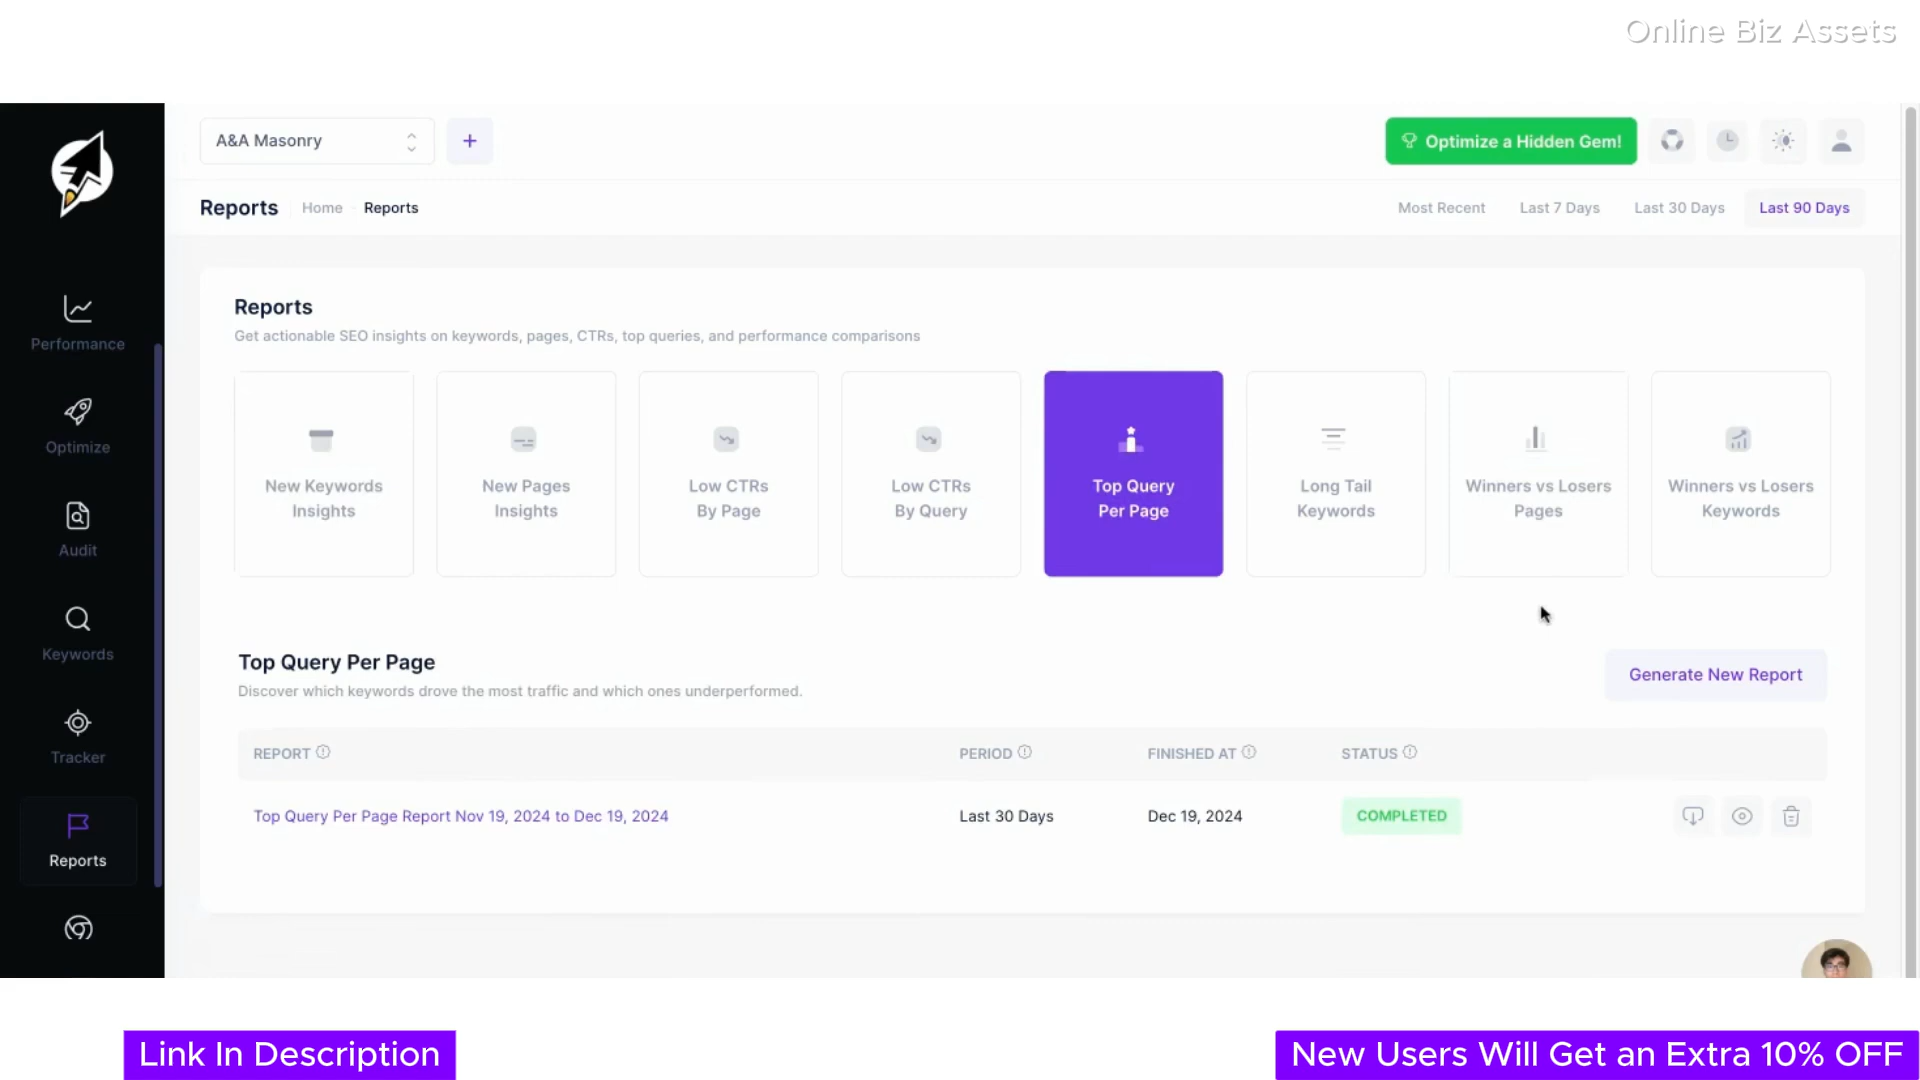 Online Biz Assets
A&A Masonry
+
Optimize a Hidden Gem!
Reports
Home
Reports
Most Recent
Last 7 Days
Last 30 Days
Last 90 Days
Performance
Optimize
Audit
Keywords
Tracker
Reports
Reports
Get actionable SEO insights on keywords, pages, CTRs, top queries, and performance comparisons
New Keywords
Insights
New Pages
Insights
Low CTRs
By Page
Low CTRs
By Query
Top Query
Per Page
Long Tail
Keywords
Winners vs Losers
Pages
Winners vs Losers
Keywords
Top Query Per Page
Discover which keywords drove the most traffic and which ones underperformed.
Generate New Report
REPORT
PERIOD
FINISHED AT
STATUS
Top Query Per Page Report Nov 19, 2024 to Dec 19, 2024
Last 30 Days
Dec 19, 2024
COMPLETED
Link In Description
New Users Will Get an Extra 10% OFF